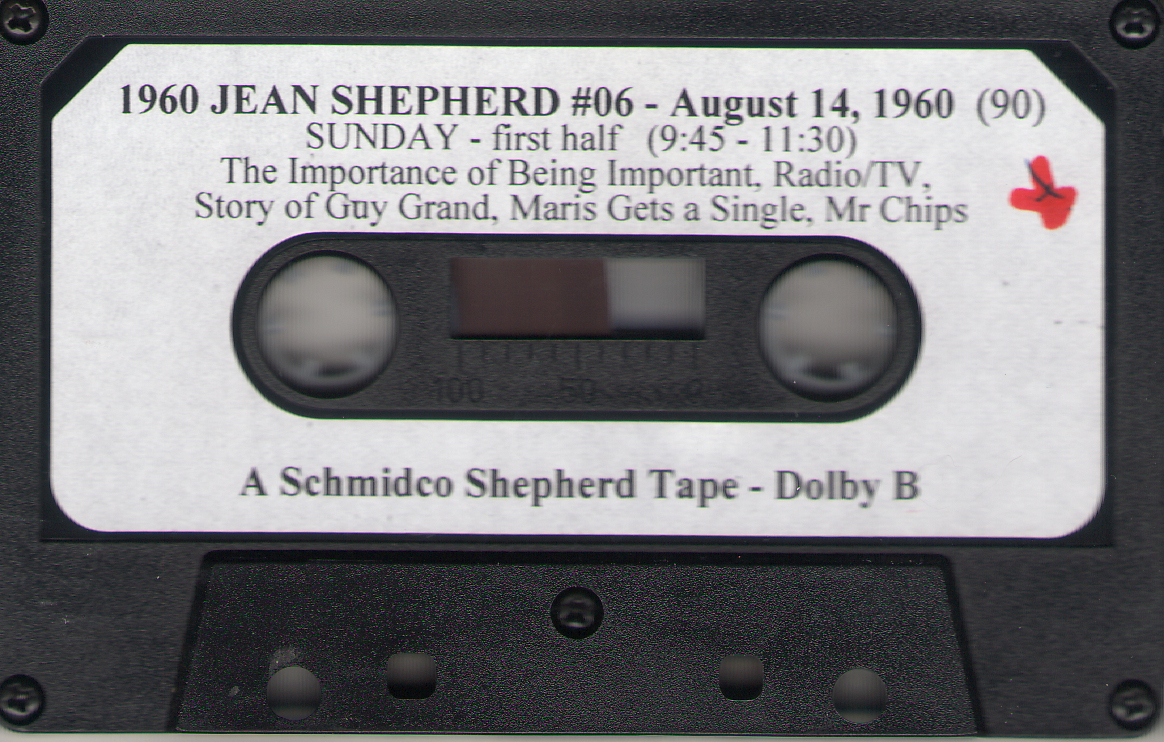 1960 JEAN SHEPHERD #06 - August 14, 1960 (90)
SUNDAY - first half (9:45 - 11:30)
The Importance of Being Important, Radio/TV,
Story of Guy Grand, Maris Gets a Single, Mr Chips
100 50 0
A Schmidco Shepherd Tape - Dolby B